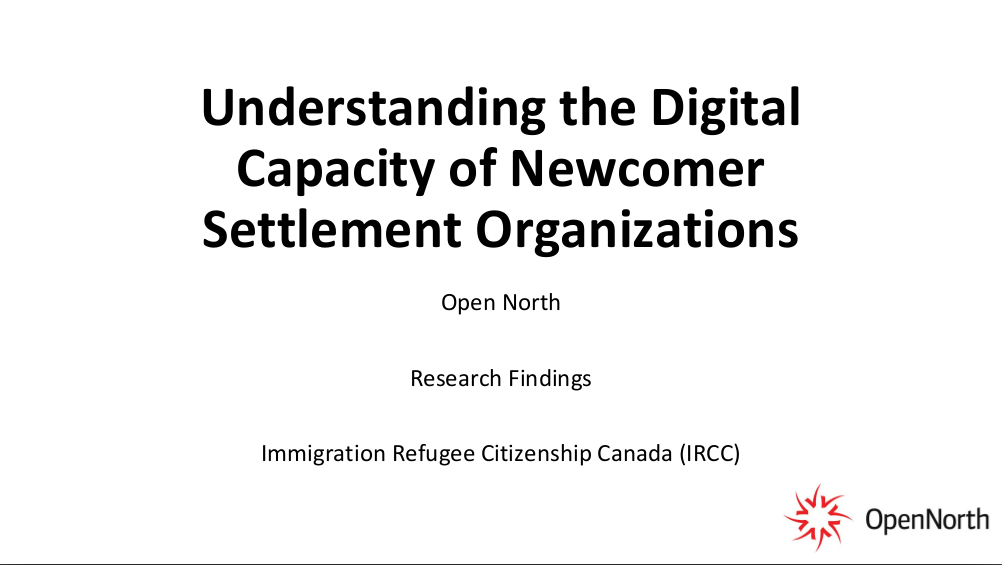 Understanding the Digital
Capacity of Newcomer
Settlement Organizations
Open North
Research Findings
Immigration Refugee Citizenship Canada (IRCC)
OpenNorth